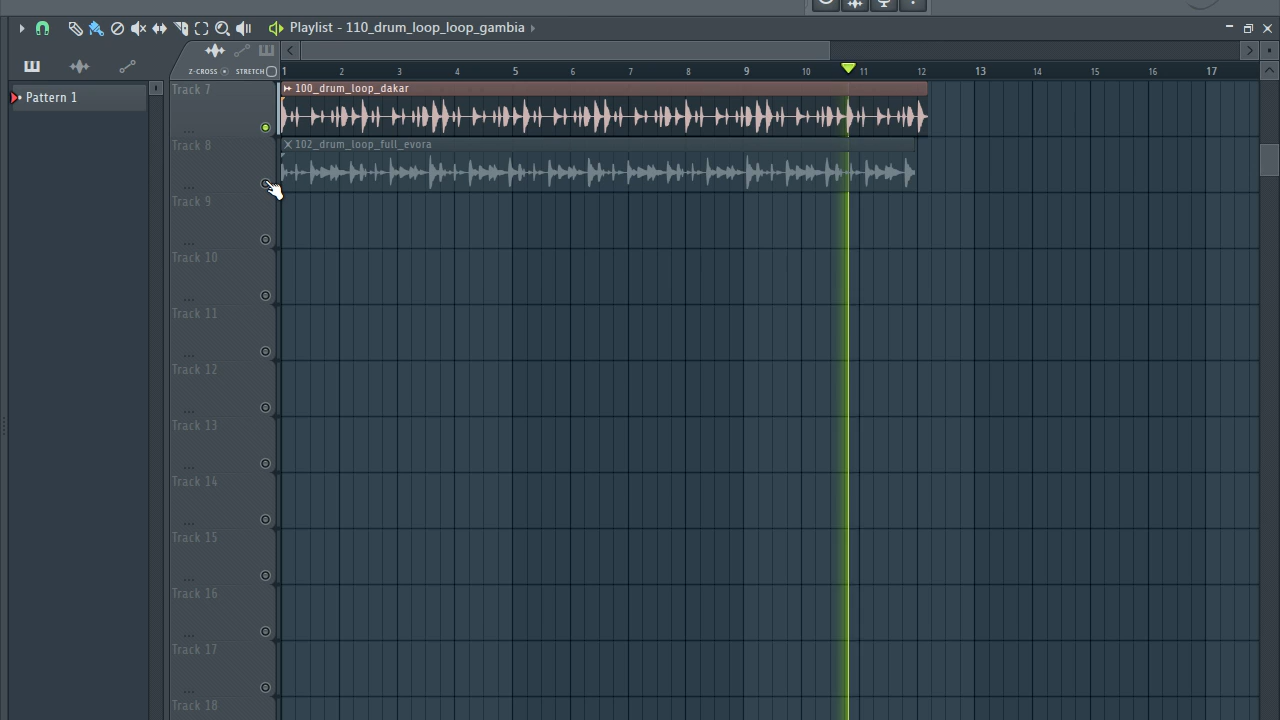 Playlist - 110_drum_loop_loop_gambia
Z-CROSS STRETCH
1 2 3 4 5 6 7 8 9 10 11 12 13 14 15 16 17
Pattern 1
Track 7
100_drum_loop_dakar
Track 8
102_drum_loop_full_evora
Track 9
Track 10
Track 11
Track 12
Track 13
Track 14
Track 15
Track 16
Track 17
Track 18